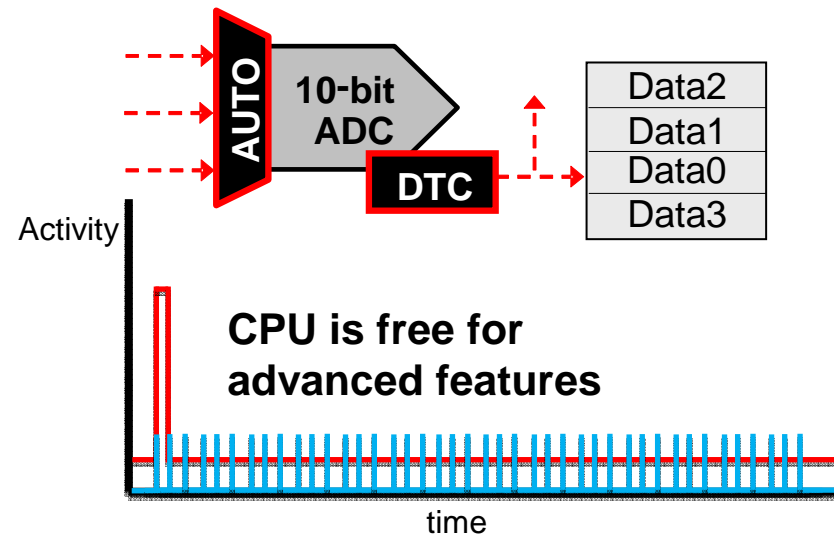 AUTO
10-bit
ADC
DTC
Data2
Data1
Data0
Data3
Activity
CPU is free for
advanced features
time